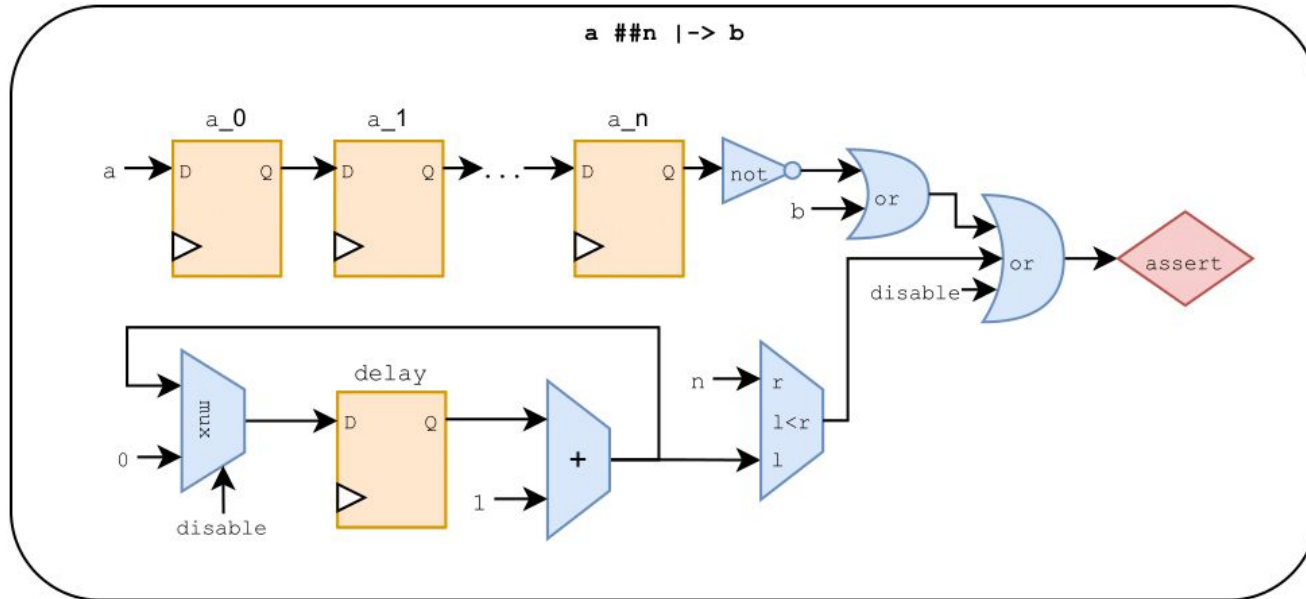 a ##n |-> b
a_0
a_1
a_n
a
D
Q
D
Q
...
D
Q
not
b
or
or
disable
assert
mux
0
disable
delay
D
Q
+
1
n
r
l<r
l